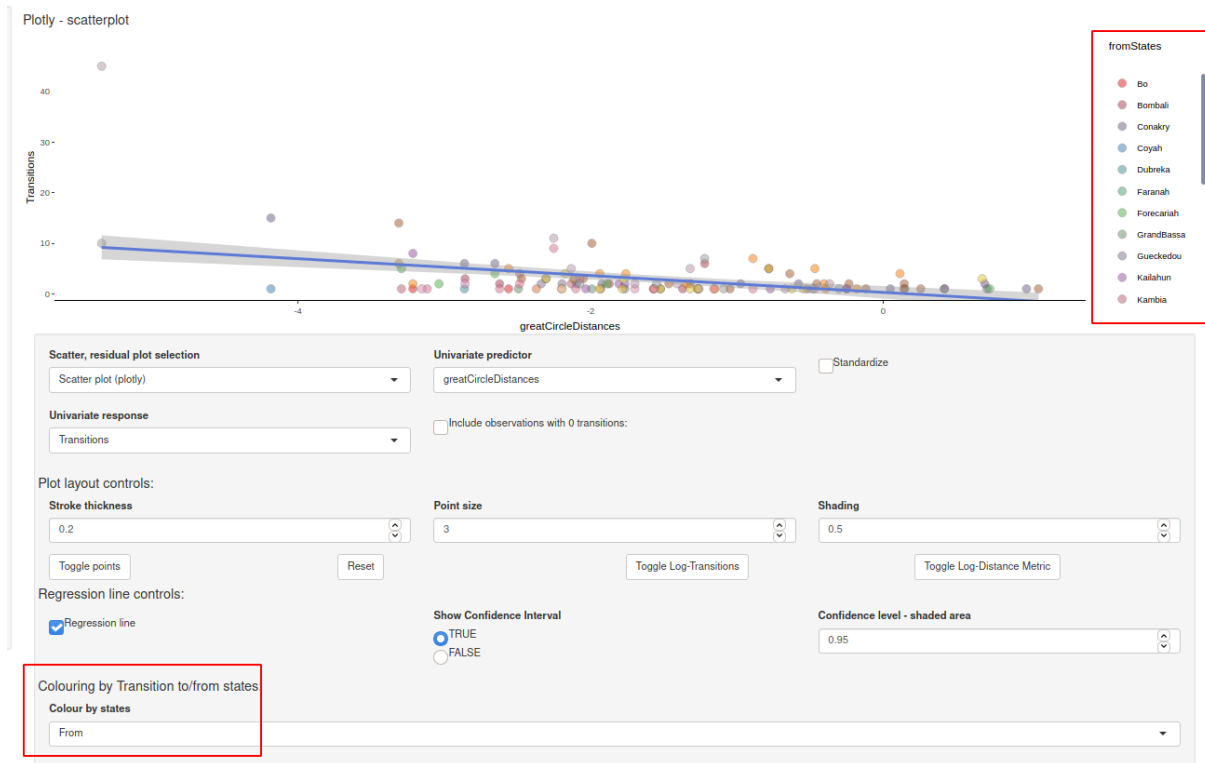 Plotly - scatterplot
fromStates
Bo
Bombali
Conakry
Coyah
Dubreka
Faranah
Forecariah
GrandBassa
Gueckedou
Kailahun
Kambia
Transitions
40
30
20
10
0
-4
-2
0
greatCircleDistances
Scatter, residual plot selection
Scatter plot (plotly)
Univariate predictor
greatCircleDistances
Standardize
Univariate response
Transitions
Include observations with 0 transitions:
Plot layout controls:
Stroke thickness
0.2
Point size
3
Shading
0.5
Toggle points
Reset
Toggle Log-Transitions
Toggle Log-Distance Metric
Regression line controls:
Regression line
Show Confidence Interval
TRUE
FALSE
Confidence level - shaded area
0.95
Colouring by Transition to/from states:
Colour by states
From